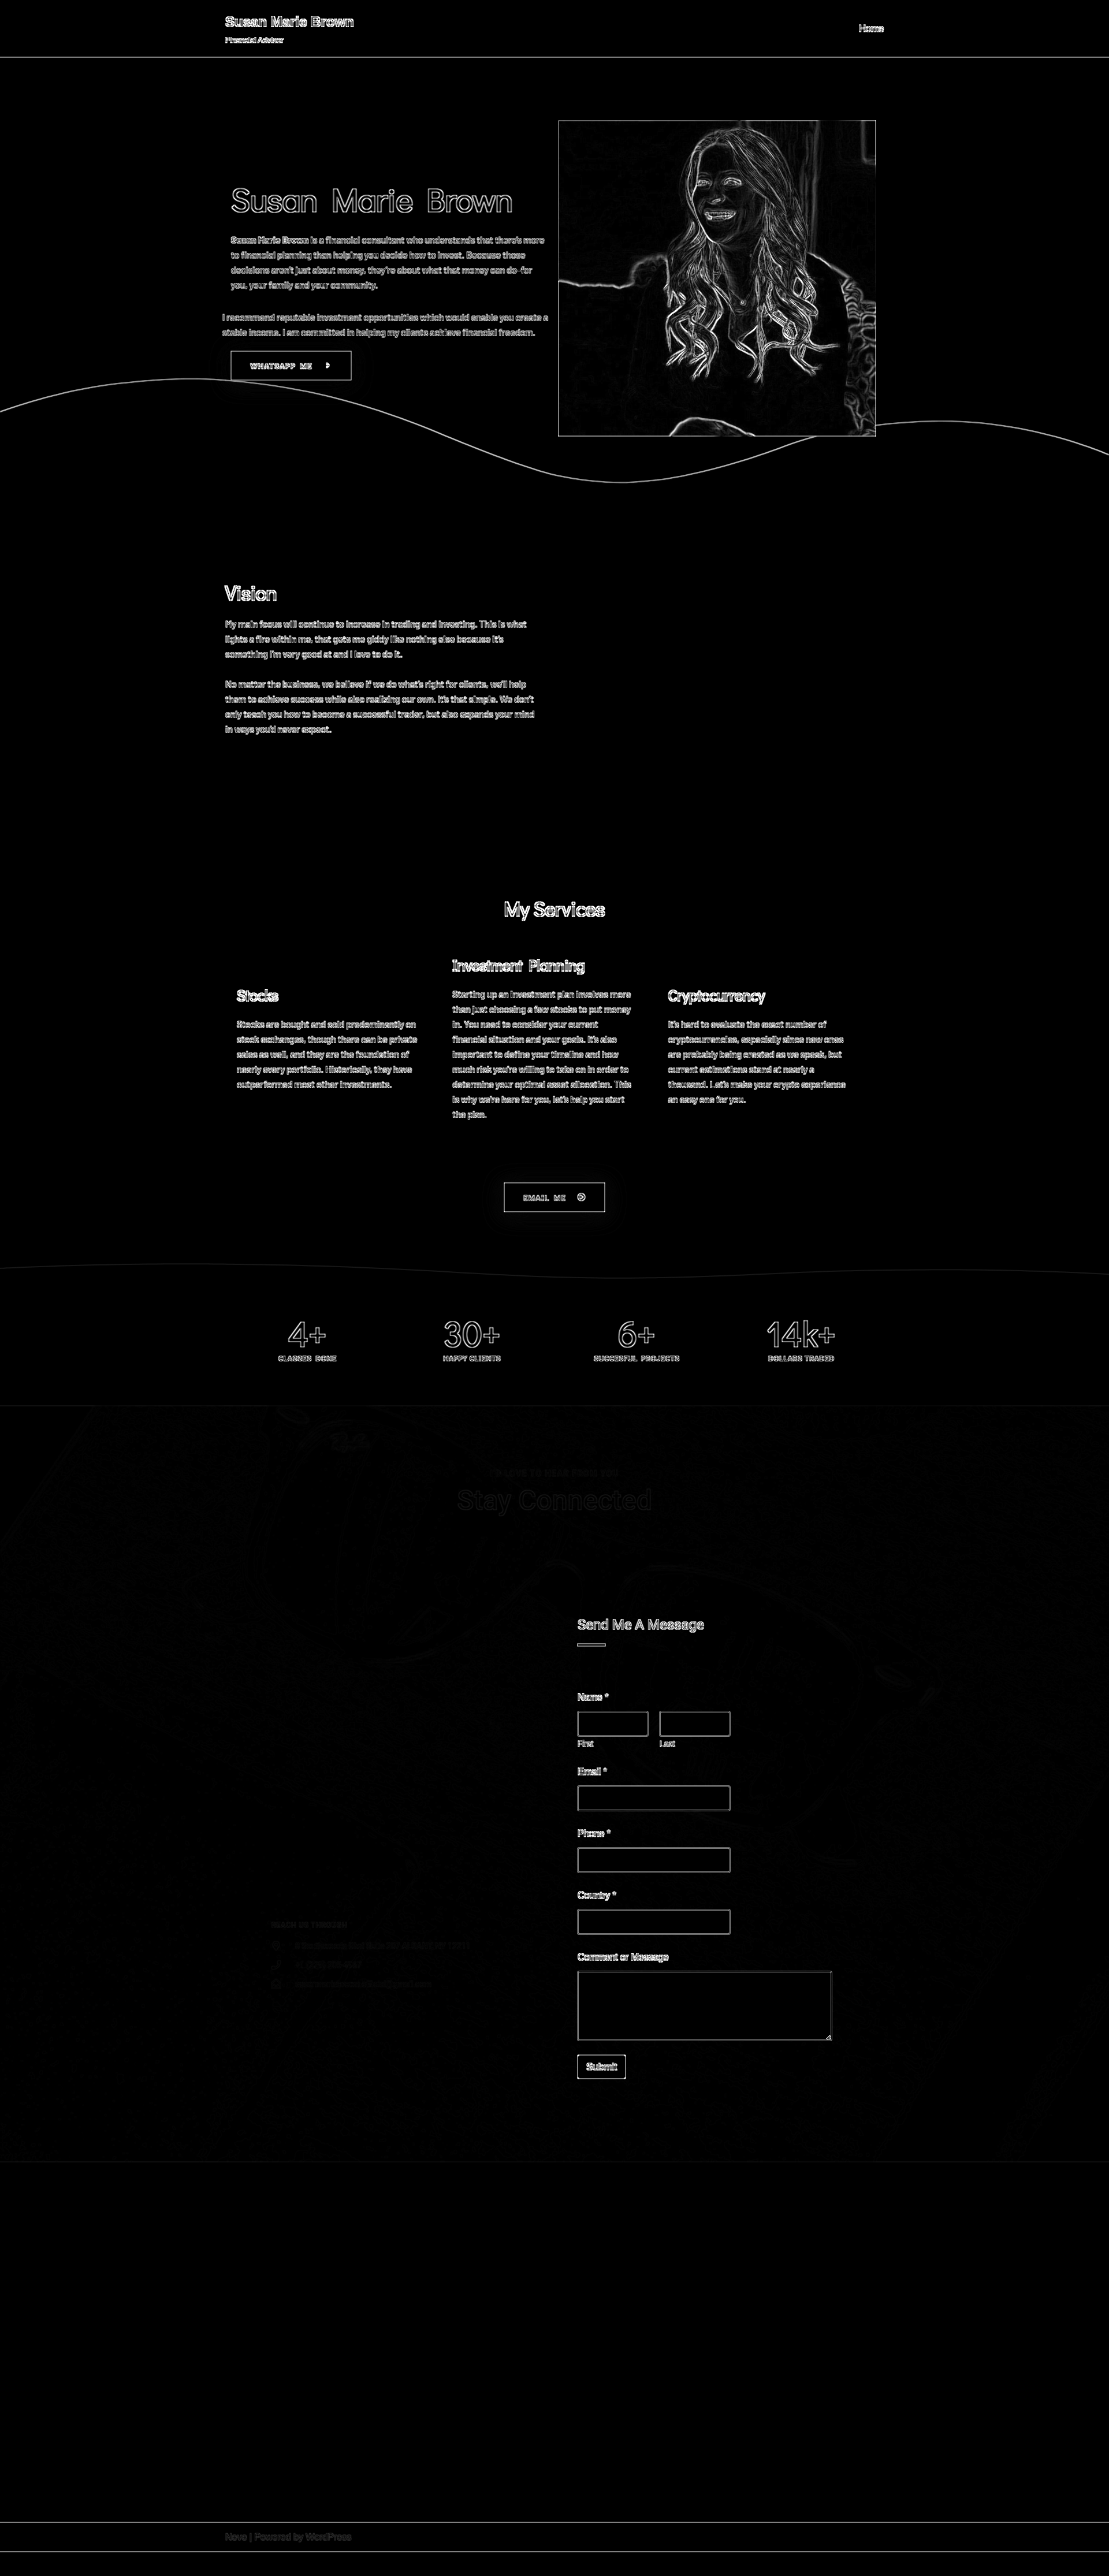 Susan Marie Brown
Financial Advisor
Home
Susan Marie Brown
Susan Marie Brown is a financial consultant who understands that there's more
to financial planning than helping you decide how to invest. Because those
decisions aren't just about money, they're about what that money can do-for
you, your family and your community.
I recommend reputable investment opportunities which would enable you create a
stable income. I am committed in helping my clients achieve financial freedom.
WHATSAPP ME
Vision
My main focus will continue to increase in trading and investing. This is what
lights a fire within me, that gets me giddy like nothing else because it's
something I'm very good at and I love to do it.
No matter the business, we believe if we do what's right for clients, we'll help
them to achieve success while also realizing our own. It's that simple. We don't
only teach you how to become a successful trader, but also expands your mind
in ways you'd never expect.
My Services
Stocks
Stocks are bought and sold predominantly on
stock exchanges, though there can be private
sales as well, and they are the foundation of
nearly every portfolio. Historically, they have
outperformed most other investments.
Investment Planning
Starting up an investment plan involves more
than just choosing a few stocks to put money
in. You need to consider your current
financial situation and your goals. It's also
important to define your timeline and how
much risk you're willing to take on in order to
determine your optimal asset allocation. This
is why we're here for you, let's help you start
the plan.
Cryptocurrency
It's hard to evaluate the exact number of
cryptocurrencies, especially since new ones
are probably being created as we speak, but
current estimations stand at nearly a
thousand. Let's make your crypto experience
an easy one for you.
EMAIL ME
4+
CLASSES DONE
30+
HAPPY CLIENTS
6+
SUCCESFUL PROJECTS
14k+
DOLLARS TRADED
Stay Connected
Send Me A Message
Name *
First
Last
Email *
Phone *
Country *
Comment or Message
Submit
REACH US THROUGH
Neve | Powered by WordPress